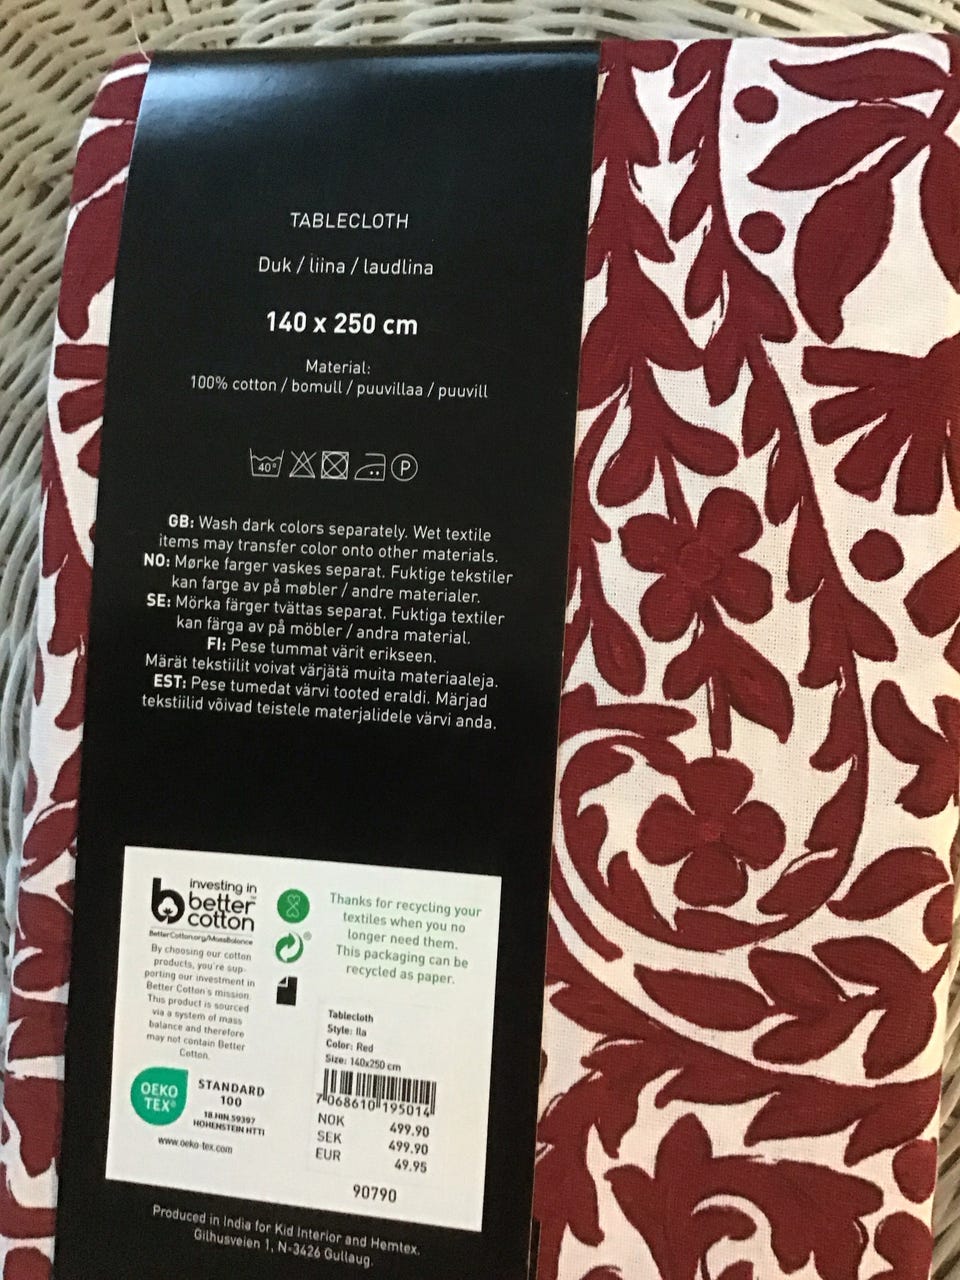 TABLECLOTH
Duk / liina / laudlina
140 x 250 cm
Material:
100% cotton / bomull / puuvillaa / puuvill
40° P
GB: Wash dark colors separately. Wet textile
items may transfer color onto other materials.
NO: Mørke farger vaskes separat. Fuktige tekstiler
kan farge av på møbler / andre materialer.
SE: Mörka färger tvättas separat. Fuktiga textiler
kan färga av på möbler / andra material.
FI: Pese tummat värit erikseen.
Märät tekstiilit voivat värjätä muita materiaaleja.
EST: Pese tumedat värvi tooted eraldi. Märjad
tekstiilid võivad teistele materjalidele värvi anda.
investing in
better
cotton
BetterCotton.org/MassBalance
By choosing our cotton
products, you're sup-
porting our investment in
Better Cotton's mission.
This product is sourced
via a system of mass
balance and therefore
may not contain Better
Cotton.
OEKO
TEX®
STANDARD
100
18.HIN.59397
HOHENSTEIN HTTI
www.oeko-tex.com
®
Thanks for recycling your
textiles when you no
longer need them.
This packaging can be
recycled as paper.
Tablecloth
Style: Ila
Color: Red
Size: 140x250 cm
7 068610 195014
NOK 499.90
SEK 499.90
EUR 49.95
90790
Produced in India for Kid Interior and Hemtex.
Gilhusveien 1, N-3426 Gullaug.